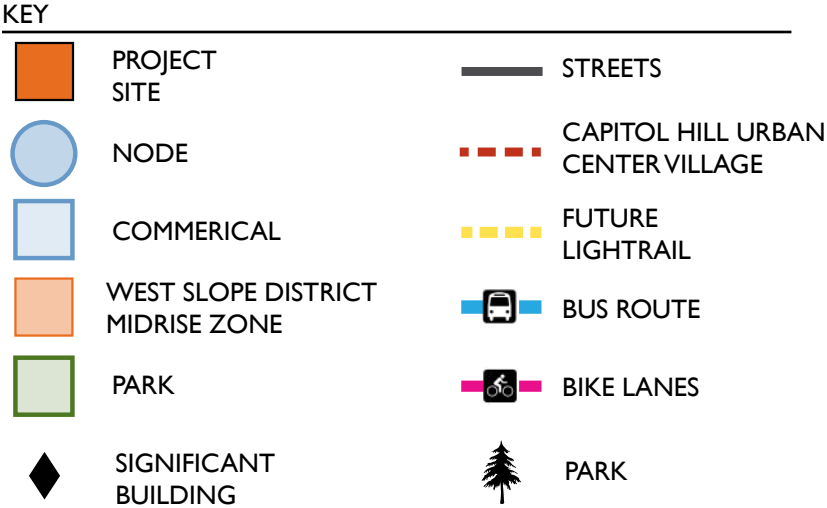 KEY
PROJECT
SITE
NODE
COMMERICAL
WEST SLOPE DISTRICT
MIDRISE ZONE
PARK
SIGNIFICANT
BUILDING
STREETS
CAPITOL HILL URBAN
CENTER VILLAGE
FUTURE
LIGHTRAIL
BUS ROUTE
BIKE LANES
PARK